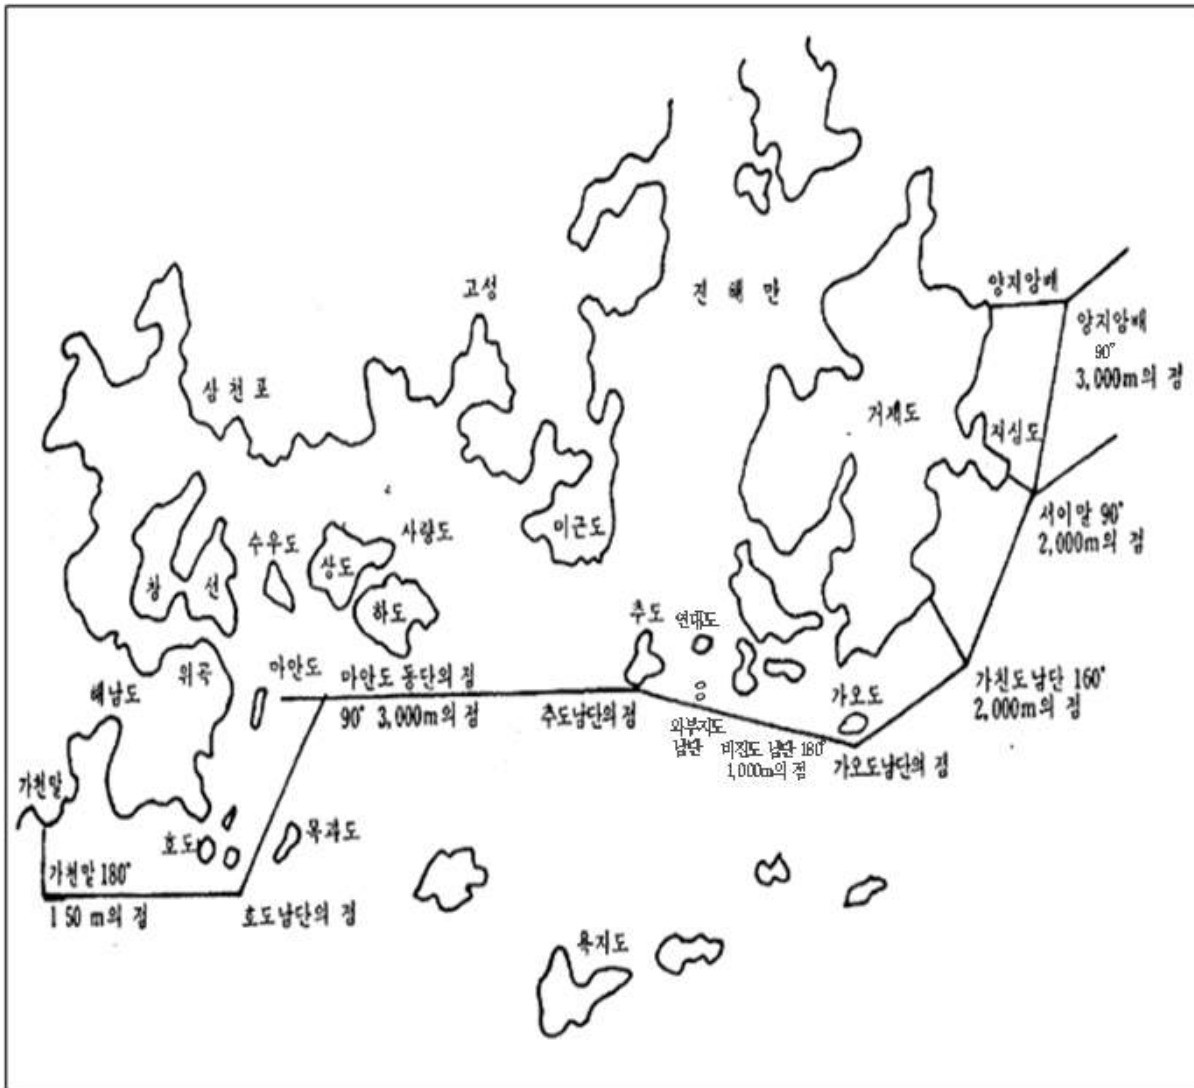 고성
진 해 만
양지암배
양지암배
90°
3,000m의 점
삼 천 포
거제도
지심도
서이말 90°
2,000m의 점
사량도
수우도
상도
미근도
창 선
하도
추도
연대도
마안도
위곡
해남도
마안도 동단의 점
90° 3,000m의 점
추도남단의 점
외부지도
남단
비진도 남단 180°
1,000m의 점
가오도
가오도남단의 점
가친도남단 160°
2,000m의 점
가천말
호도
목과도
가천말 180°
1 50 m의 점
호도남단의 점
욕지도